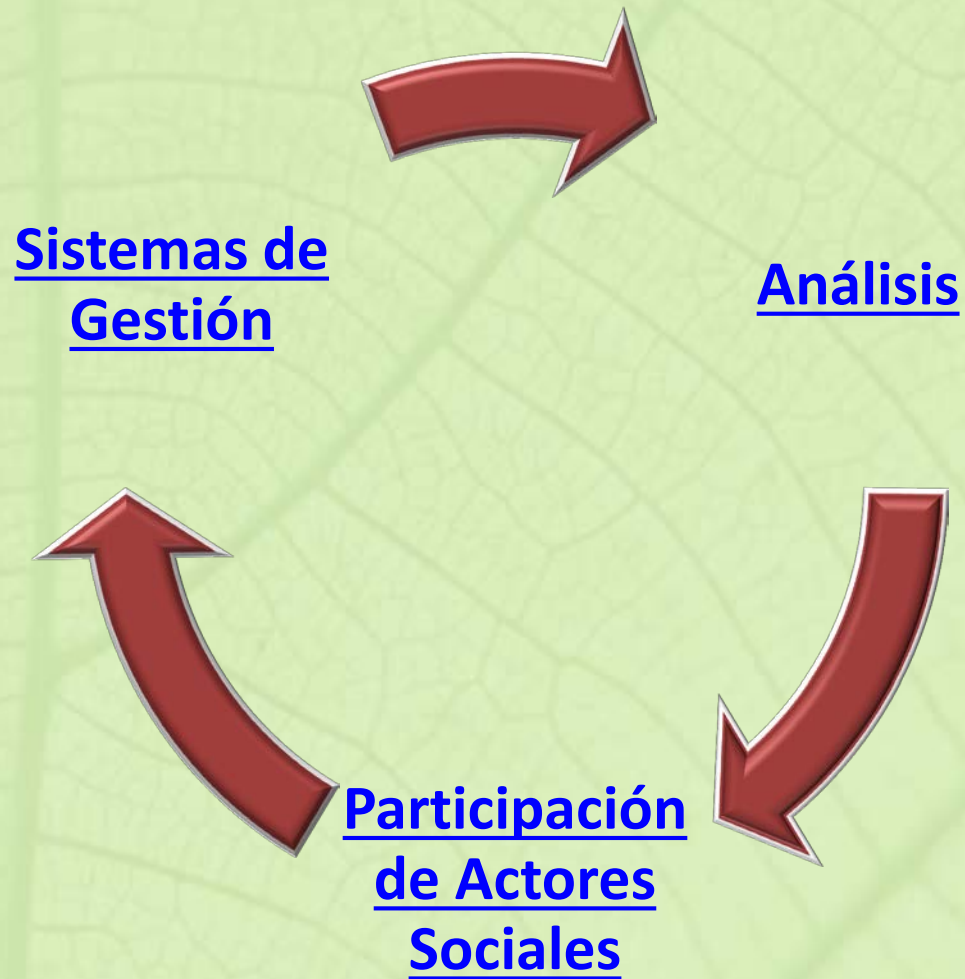 Sistemas de
Gestión
Análisis
Participación
de Actores
Sociales